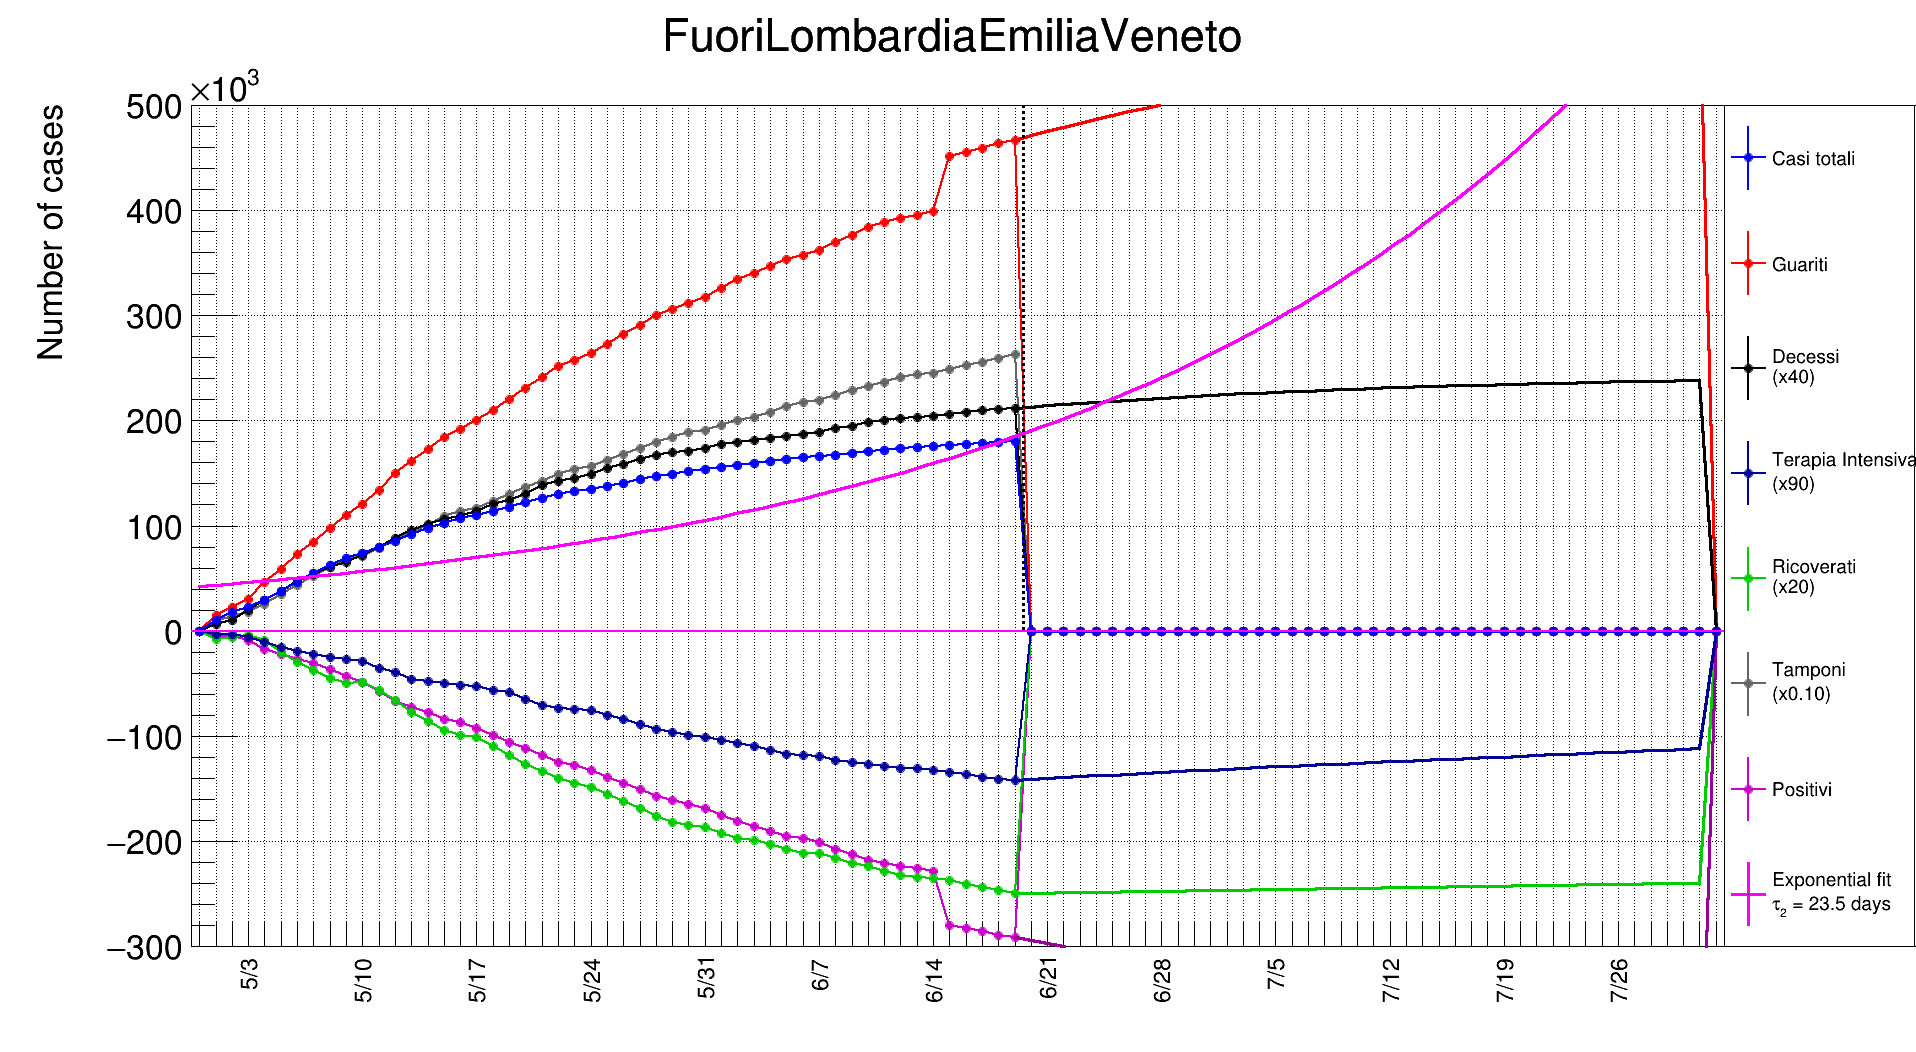 FuoriLombardiaEmiliaVeneto
×10³
Number of cases
500
400
300
200
100
0
−100
−200
−300
5/3
5/10
5/17
5/24
5/31
6/7
6/14
6/21
6/28
7/5
7/12
7/19
7/26
Casi totali
Guariti
Decessi
(x40)
Terapia Intensiva
(x90)
Ricoverati
(x20)
Tamponi
(x0.10)
Positivi
Exponential fit
τ₂ = 23.5 days